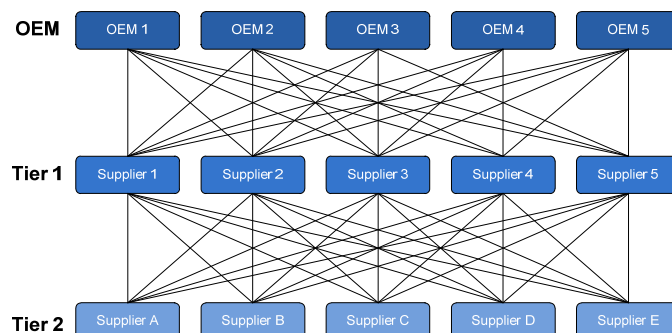 OEM OEM 1 OEM 2 OEM 3 OEM 4 OEM 5
Tier 1 Supplier 1 Supplier 2 Supplier 3 Supplier 4 Supplier 5
Tier 2 Supplier A Supplier B Supplier C Supplier D Supplier E